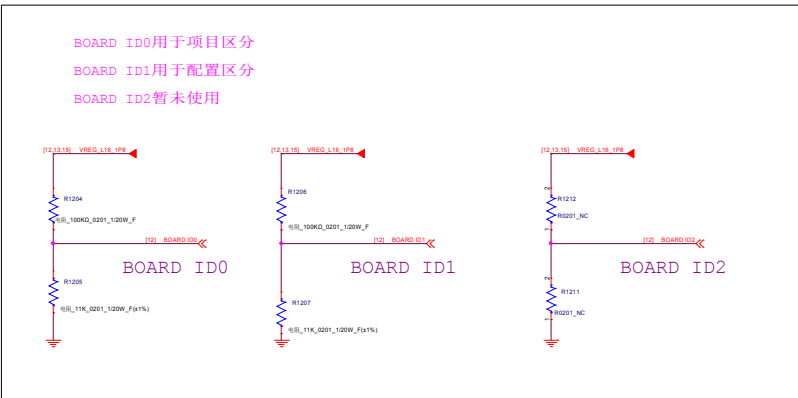 BOARD ID0用于项目区分
BOARD ID1用于配置区分
BOARD ID2暂未使用
[12,13,15] VREG_L16_1P8
[12,13,15] VREG_L16_1P8
[12,13,15] VREG_L16_1P8
R1204
电阻_100KΩ_0201_1/20W_F
R1206
电阻_100KΩ_0201_1/20W_F
2
R1212
R0201_NC
1
[12] BOARD ID0
[12] BOARD ID1
[12] BOARD ID2
BOARD ID0
BOARD ID1
BOARD ID2
R1205
电阻_11K_0201_1/20W_F(±1%)
R1207
电阻_11K_0201_1/20W_F(±1%)
2
R1211
R0201_NC
1